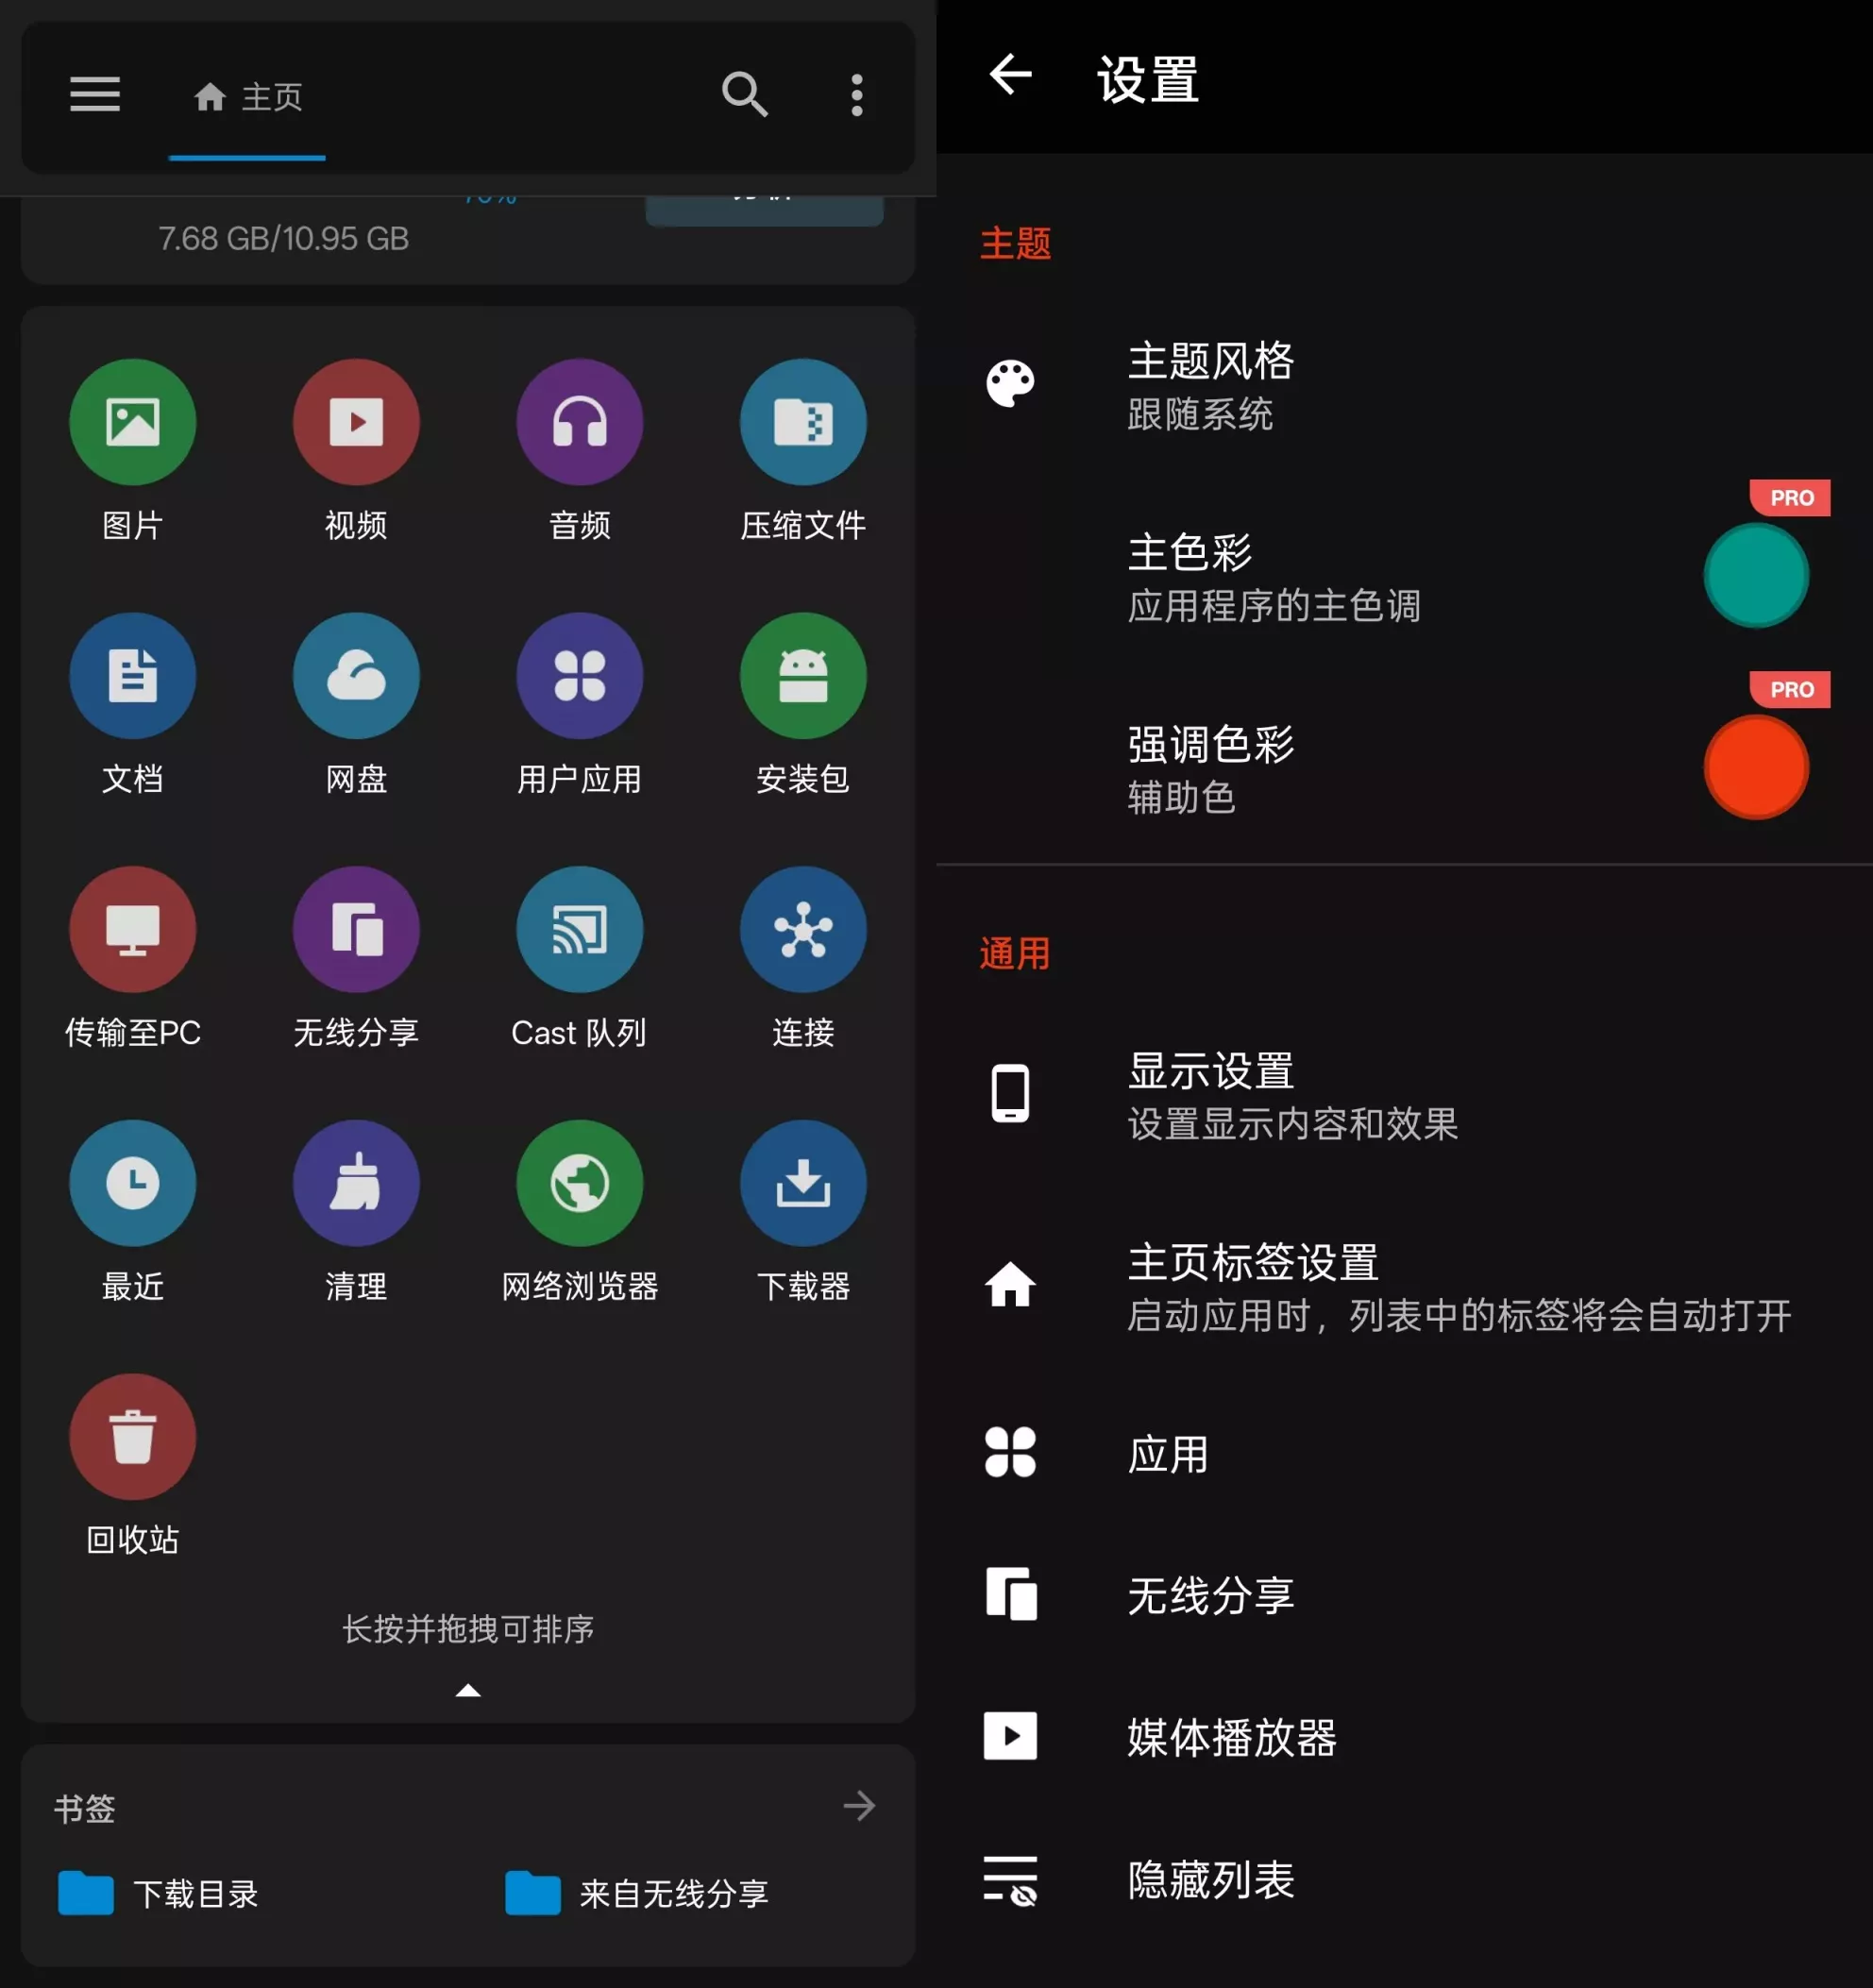 主页
7.68 GB/10.95 GB
图片
视频
音频
压缩文件
文档
网盘
用户应用
安装包
传输至PC
无线分享
Cast 队列
连接
最近
清理
网络浏览器
下载器
回收站
长按并拖拽可排序
书签
下载目录
来自无线分享
设置
主题
主题风格
跟随系统
PRO
主色彩
应用程序的主色调
PRO
强调色彩
辅助色
通用
显示设置
设置显示内容和效果
主页标签设置
启动应用时，列表中的标签将会自动打开
应用
无线分享
媒体播放器
隐藏列表